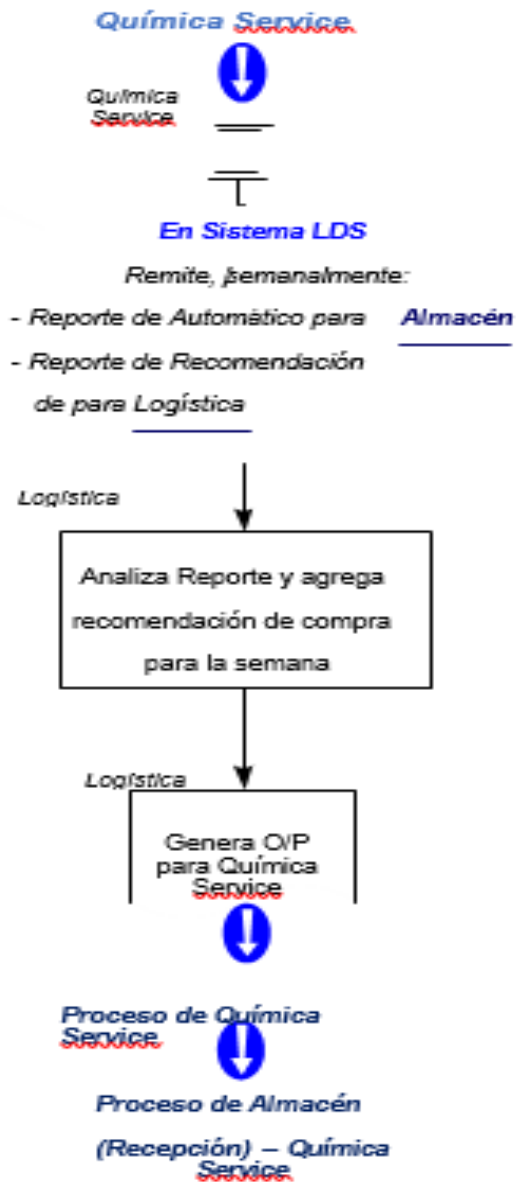 Química Service
Química
Service
En Sistema LDS
Remite, semanalmente:
- Reporte de Automático para Almacén
- Reporte de Recomendación
de para Logística
Logística
Analiza Reporte y agrega
recomendación de compra
para la semana
Logística
Genera O/P
para Química
Service
Proceso de Química
Service
Proceso de Almacén
(Recepción) – Química
Service